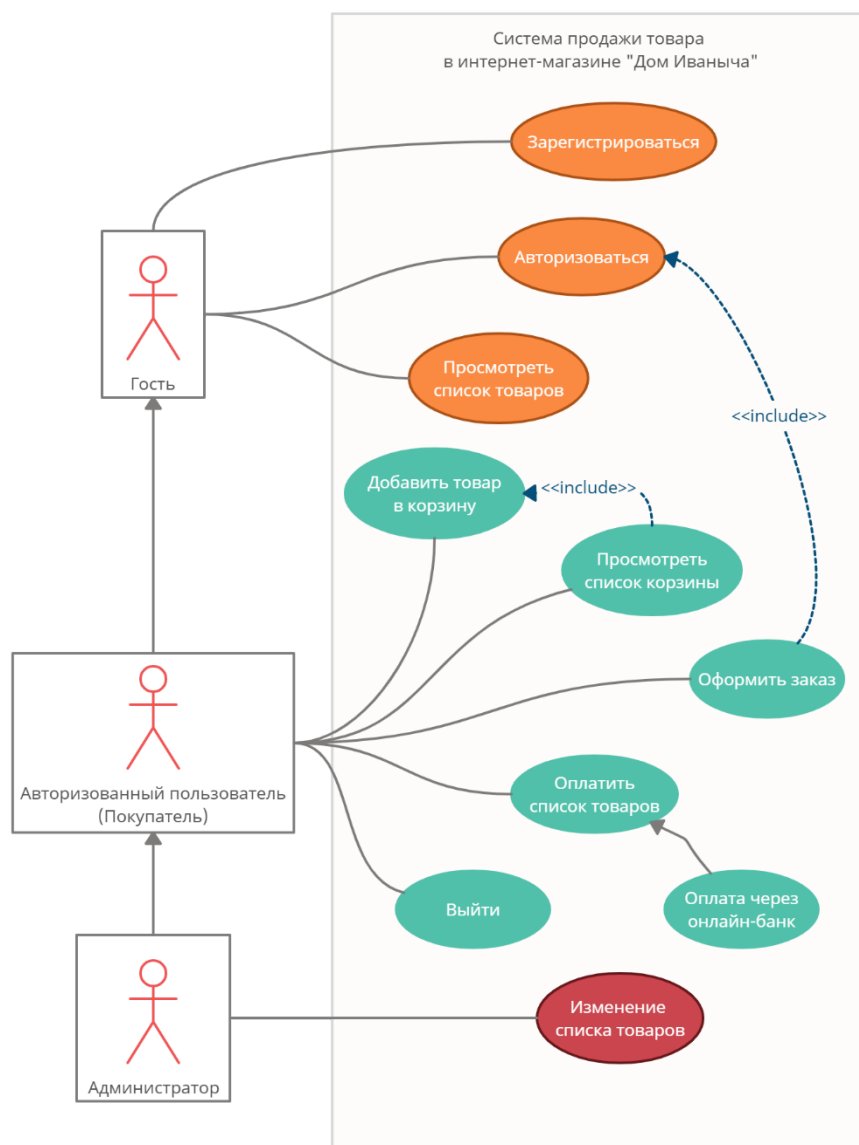 Система продажи товара
в интернет-магазине "Дом Иваныча"
Зарегистрироваться
Авторизоваться
Гость
Просмотреть
список товаров
<<include>>
Добавить товар
в корзину
<<include>>
Просмотреть
список корзины
Оформить заказ
Авторизованный пользователь
(Покупатель)
Оплатить
список товаров
Выйти
Оплата через
онлайн-банк
Изменение
списка товаров
Администратор